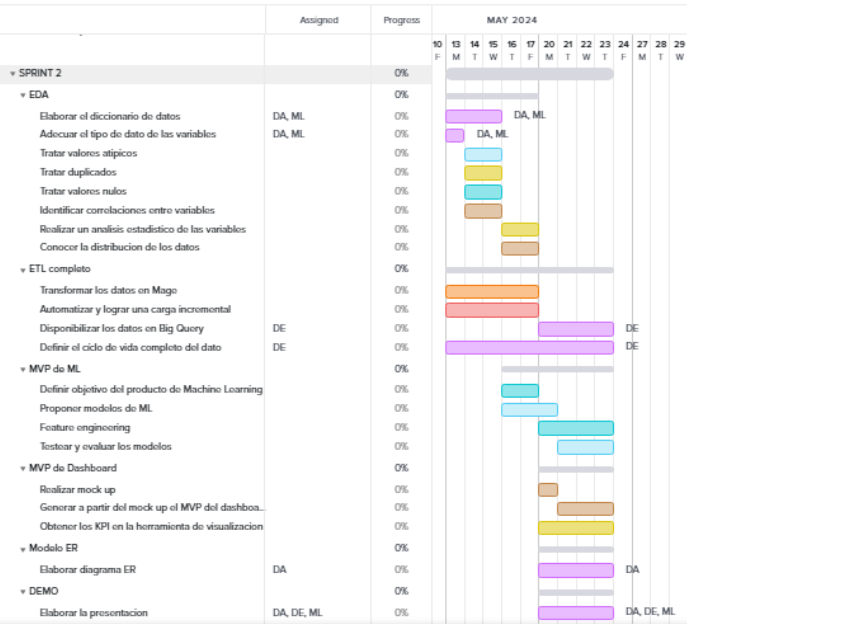 Assigned Progress MAY 2024
10 13 14 15 16 17 20 21 22 23 24 27 28 29
F M T W T F M T W T F M T W
SPRINT 2 0%
EDA 0%
Elaborar el diccionario de datos DA, ML 0% DA, ML
Adecuar el tipo de dato de las variables DA, ML 0% DA, ML
Tratar valores atipicos 0%
Tratar duplicados 0%
Tratar valores nulos 0%
Identificar correlaciones entre variables 0%
Realizar un analisis estadistico de las variables 0%
Conocer la distribucion de los datos 0%
ETL completo 0%
Transformar los datos en Mage 0%
Automatizar y lograr una carga incremental 0%
Disponibilizar los datos en Big Query DE 0% DE
Definir el ciclo de vida completo del dato DE 0% DE
MVP de ML 0%
Definir objetivo del producto de Machine Learning 0%
Proponer modelos de ML 0%
Feature engineering 0%
Testear y evaluar los modelos 0%
MVP de Dashboard 0%
Realizar mock up 0%
Generar a partir del mock up el MVP del dashboa... 0%
Obtener los KPI en la herramienta de visualizacion 0%
Modelo ER 0%
Elaborar diagrama ER DA 0% DA
DEMO 0%
Elaborar la presentacion DA, DE, ML 0% DA, DE, ML